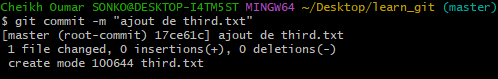 Cheikh Oumar SONKO@DESKTOP-I4TM5ST MINGW64 ~/Desktop/learn_git (master)
$ git commit -m "ajout de third.txt"
[master (root-commit) 17ce61c] ajout de third.txt
 1 file changed, 0 insertions(+), 0 deletions(-)
 create mode 100644 third.txt